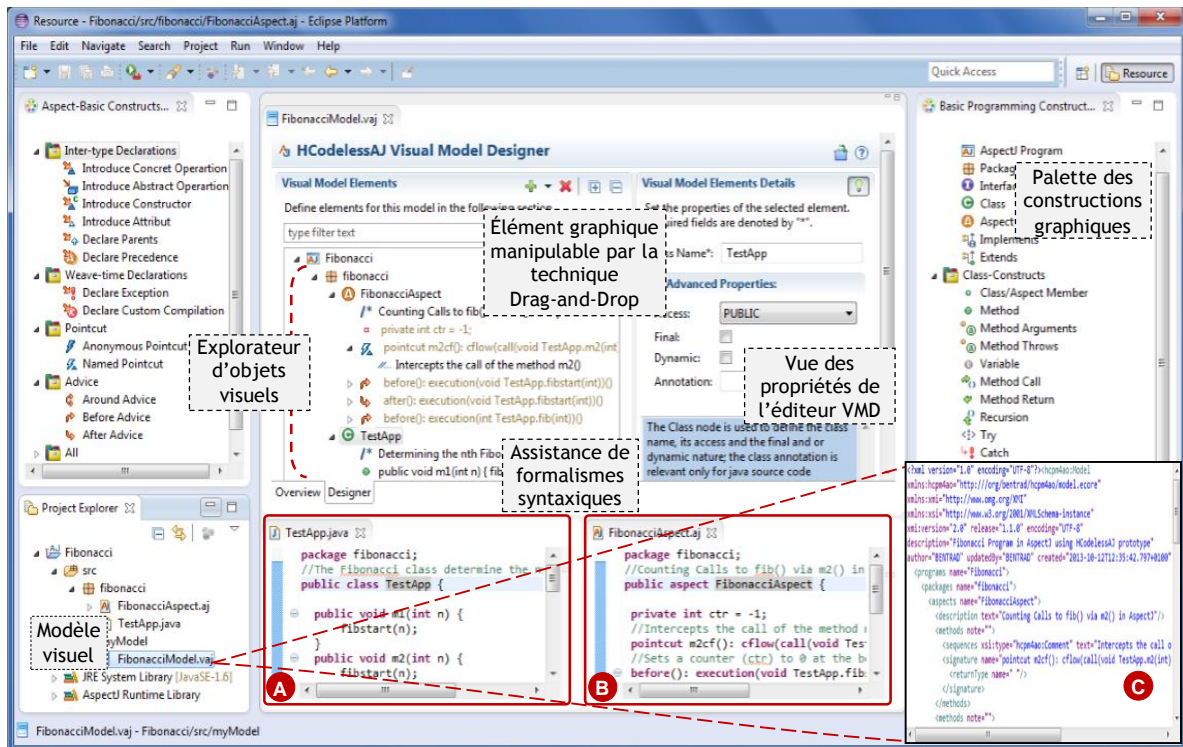 Resource - Fibonacci/src/fibonacci/FibonacciAspect.aj - Eclipse Platform
File Edit Navigate Search Project Run Window Help
Quick Access
Resource
Aspect-Basic Constructs...
Inter-type Declarations
Introduce Concret Operartion
Introduce Abstract Operartion
Introduce Constructor
Introduce Attribut
Declare Parents
Declare Precedence
Weave-time Declarations
Declare Exception
Declare Custom Compilation
Pointcut
Anonymous Pointcut
Named Pointcut
Advice
Around Advice
Before Advice
After Advice
All
Explorateur
d'objets
visuels
FibonacciModel.vaj
HCodelessAJ Visual Model Designer
Visual Model Elements
Define elements for this model in the following section
type filter text
Fibonacci
fibonacci
FibonacciAspect
/* Counting Calls to fib(
private int ctr = -1;
pointcut m2cf(): cflow(call(void TestApp.m2(int
//... Intercepts the call of the method m2()
before(): execution(void TestApp.fibstart(int))()
after(): execution(void TestApp.fibstart(int))()
before(): execution(int TestApp.fib(int))()
TestApp
/* Determining the nth Fibo
public void m1(int n) { fib
Overview Designer
Élément graphique
manipulable par la
technique
Drag-and-Drop
Visual Model Elements Details
the properties of the selected element.
fields are denoted by "*".
Name*: TestApp
Advanced Properties:
PUBLIC
Final:
Dynamic:
Annotation:
The Class node is used to define the class
name, its access and the final and or
dynamic nature; the class annotation is
relevant only for java source code
Vue des
propriétés de
l'éditeur VMD
Assistance de
formalismes
syntaxiques
Basic Programming Construct...
AspectJ Program
Packag
Interfa
Class
Aspect
Implements
Extends
Class-Constructs
Class/Aspect Member
Method
Method Arguments
Method Throws
Variable
Method Call
Method Return
Recursion
Try
Catch
Palette des
constructions
graphiques
Project Explorer
Fibonacci
src
fibonacci
FibonacciAspect.aj
TestApp.java
myModel
FibonacciModel.vaj
JRE System Library [JavaSE-1.6]
AspectJ Runtime Library
Modèle
visuel
TestApp.java
package fibonacci;
//The Fibonacci class determine the n
public class TestApp {
public void m1(int n) {
fibstart(n);
}
public void m2(int n) {
fibstart(n);
A
FibonacciAspect.aj
package fibonacci;
//Counting Calls to fib() via m2() in
public aspect FibonacciAspect {
private int ctr = -1;
//Intercepts the call of the method
pointcut m2cf(): cflow(call(void Tes
//Sets a counter (ctr) to 0 at the b
before(): execution(void TestApp.fib
B
<?xml version="1.0" encoding="UTF-8"?><hcpm4ao:Model
xmlns:hcpm4ao="http:///org/bentrad/hcpm4ao/model.ecore"
xmlns:xmi="http://www.omg.org/XMI"
xmlns:xsi="http://www.w3.org/2001/XMLSchema-instance"
xmi:version="2.0" release="1.1.0" encoding="UTF-8"
description="Fibonacci Program in AspectJ using HCodelessAJ prototype"
author="BENTRAD" updatedBy="BENTRAD" created="2013-10-12T12:35:42.797+0100"
<programs name="Fibonacci">
<packages name="fibonacci">
<aspects name="FibonacciAspect">
<description text="Counting Calls to fib() via m2() in AspectJ"/>
<methods note="">
<sequences xsi:type="hcpm4ao:Comment" text="Intercepts the call o
<signature name="pointcut m2cf(): cflow(call(void TestApp.m2(int)
<returnType name=" "/>
</signature>
</methods>
<methods note="">
C
FibonacciModel.vaj - Fibonacci/src/myModel